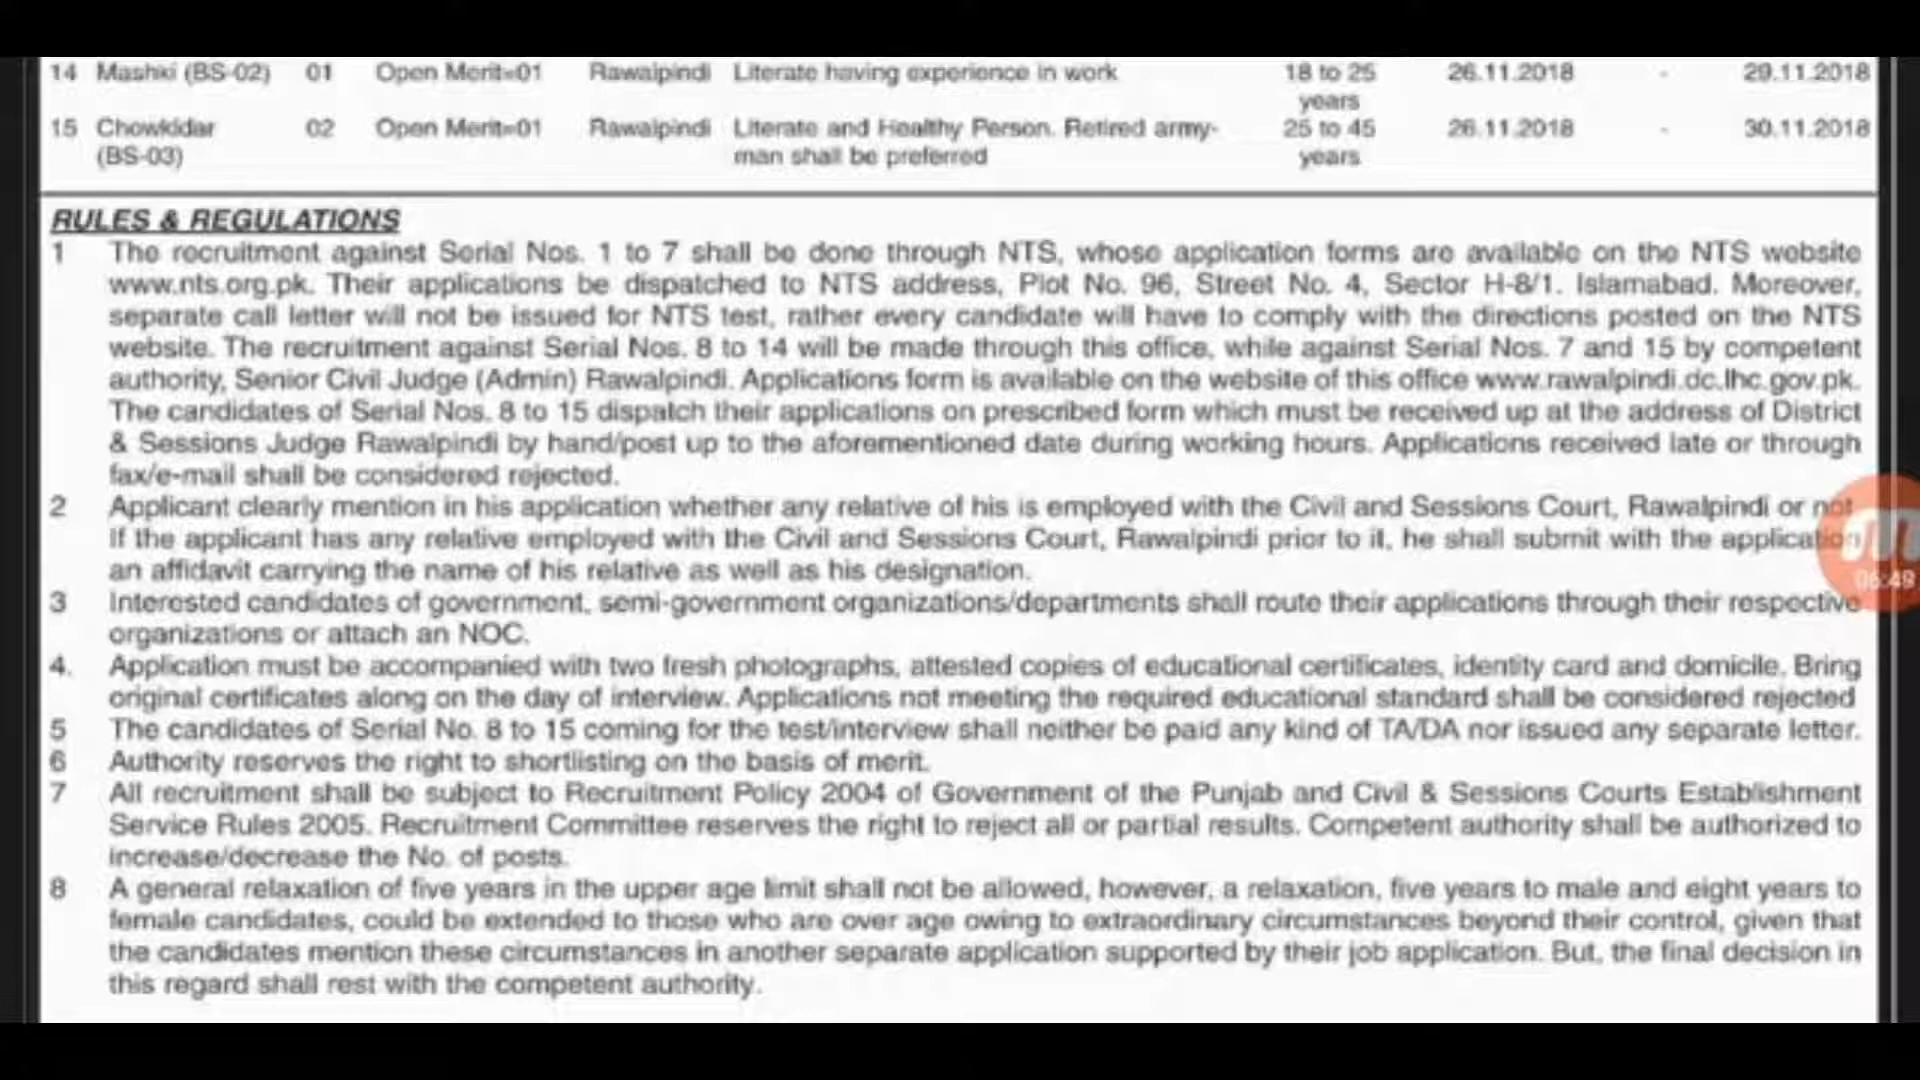 14 Mashki (BS-02) 01 Open Merit=01 Rawalpindi Literate having experience in work 18 to 25 26.11.2018 - 29.11.2018
years
15 Chowkidar 02 Open Merit=01 Rawalpindi Literate and Healthy Person. Retired army- 25 to 45 26.11.2018 - 30.11.2018
(BS-03) man shall be preferred years
RULES & REGULATIONS
1 The recruitment against Serial Nos. 1 to 7 shall be done through NTS, whose application forms are available on the NTS website
www.nts.org.pk. Their applications be dispatched to NTS address, Plot No. 96, Street No. 4, Sector H-8/1. Islamabad. Moreover,
separate call letter will not be issued for NTS test, rather every candidate will have to comply with the directions posted on the NTS
website. The recruitment against Serial Nos. 8 to 14 will be made through this office, while against Serial Nos. 7 and 15 by competent
authority, Senior Civil Judge (Admin) Rawalpindi. Applications form is available on the website of this office www.rawalpindi.dc.lhc.gov.pk.
The candidates of Serial Nos. 8 to 15 dispatch their applications on prescribed form which must be received up at the address of District
& Sessions Judge Rawalpindi by hand/post up to the aforementioned date during working hours. Applications received late or through
fax/e-mail shall be considered rejected.
2 Applicant clearly mention in his application whether any relative of his is employed with the Civil and Sessions Court, Rawalpindi or not
If the applicant has any relative employed with the Civil and Sessions Court, Rawalpindi prior to it, he shall submit with the application
an affidavit carrying the name of his relative as well as his designation.
06:49
3 Interested candidates of government, semi-government organizations/departments shall route their applications through their respective
organizations or attach an NOC.
4. Application must be accompanied with two fresh photographs, attested copies of educational certificates, identity card and domicile. Bring
original certificates along on the day of interview. Applications not meeting the required educational standard shall be considered rejected
5 The candidates of Serial No. 8 to 15 coming for the test/interview shall neither be paid any kind of TA/DA nor issued any separate letter.
6 Authority reserves the right to shortlisting on the basis of merit.
7 All recruitment shall be subject to Recruitment Policy 2004 of Government of the Punjab and Civil & Sessions Courts Establishment
Service Rules 2005. Recruitment Committee reserves the right to reject all or partial results. Competent authority shall be authorized to
increase/decrease the No. of posts.
8 A general relaxation of five years in the upper age limit shall not be allowed, however, a relaxation, five years to male and eight years to
female candidates, could be extended to those who are over age owing to extraordinary circumstances beyond their control, given that
the candidates mention these circumstances in another separate application supported by their job application. But, the final decision in
this regard shall rest with the competent authority.